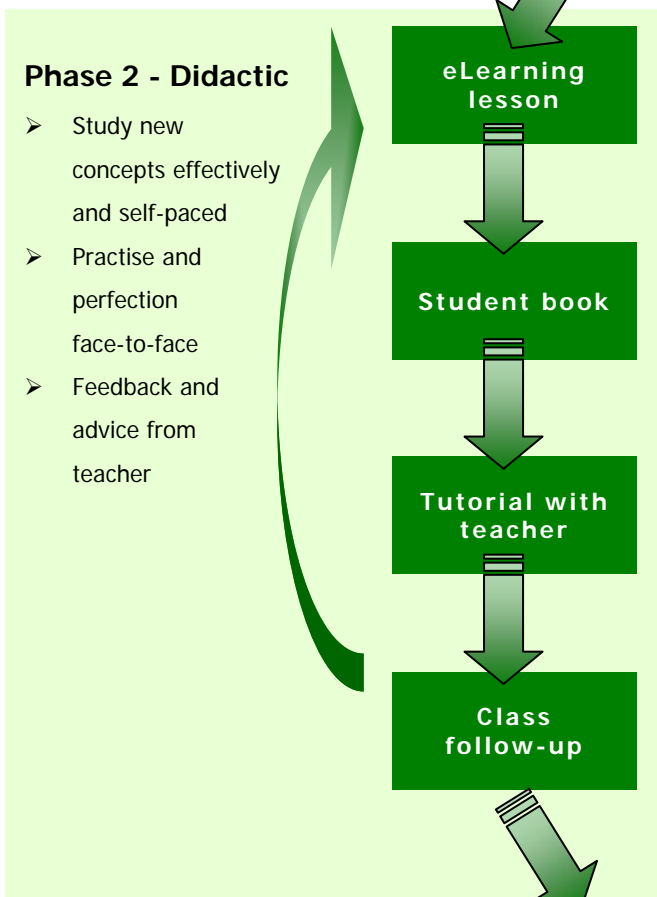 Phase 2 - Didactic
➢ Study new
concepts effectively
and self-paced
➢ Practise and
perfection
face-to-face
➢ Feedback and
advice from
teacher
eLearning
lesson
Student book
Tutorial with
teacher
Class
follow-up